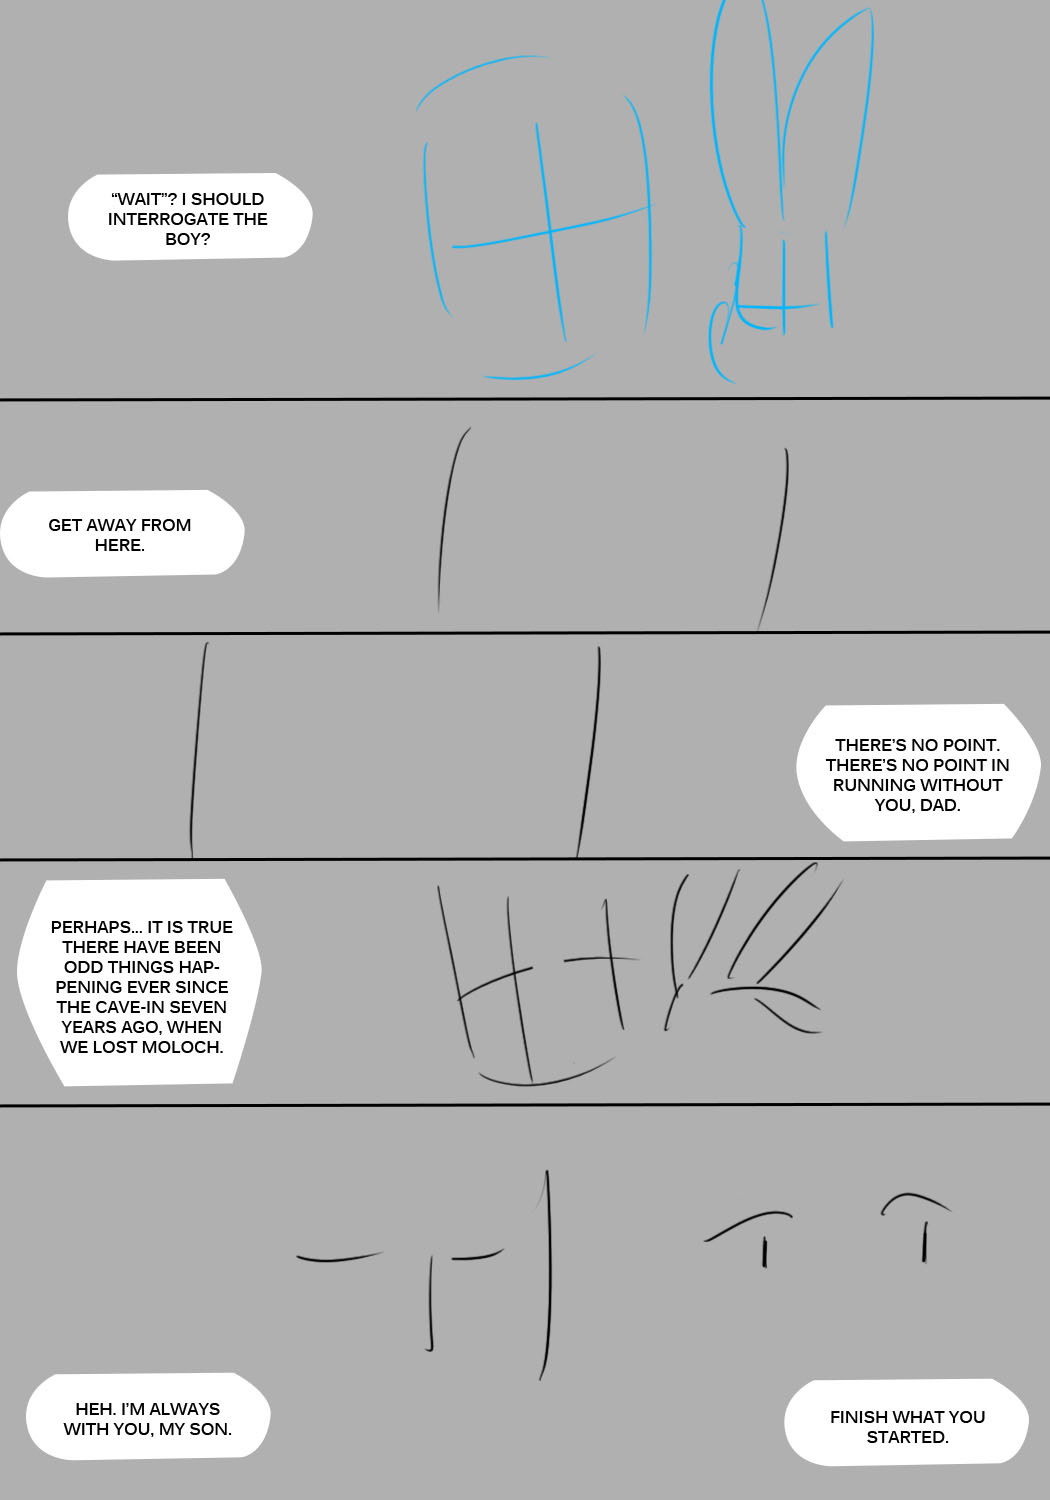 “WAIT”? I SHOULD
INTERROGATE THE
BOY?
GET AWAY FROM
HERE.
THERE’S NO POINT.
THERE’S NO POINT IN
RUNNING WITHOUT
YOU, DAD.
PERHAPS... IT IS TRUE
THERE HAVE BEEN
ODD THINGS HAP-
PENING EVER SINCE
THE CAVE-IN SEVEN
YEARS AGO, WHEN
WE LOST MOLOCH.
HEH. I’M ALWAYS
WITH YOU, MY SON.
FINISH WHAT YOU
STARTED.